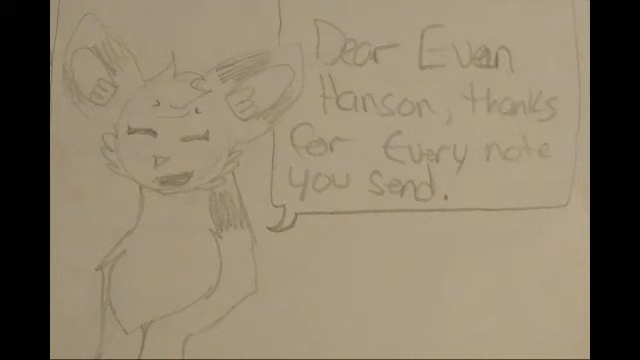 Dear Evan
Hanson, thanks
for Every note
you send.